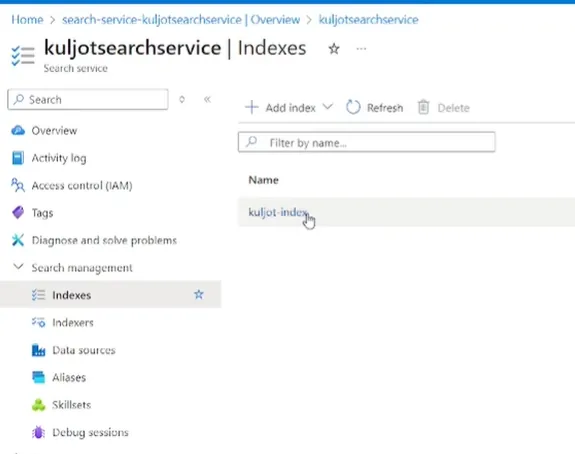 Home > search-service-kuljotsearchservice | Overview > kuljotsearchservice
kuljotsearchservice | Indexes
Search service
Search
Add index
Refresh
Delete
Overview
Filter by name...
Activity log
Access control (IAM)
Name
Tags
kuljot-index
Diagnose and solve problems
Search management
Indexes
Indexers
Data sources
Aliases
Skillsets
Debug sessions